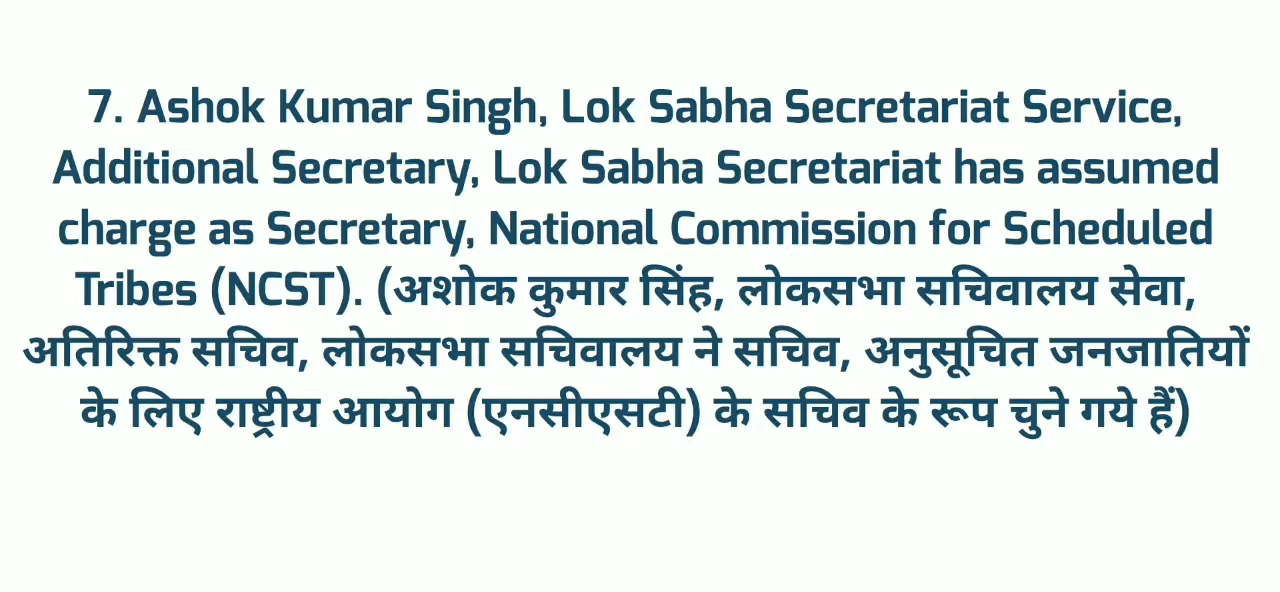 7. Ashok Kumar Singh, Lok Sabha Secretariat Service,
Additional Secretary, Lok Sabha Secretariat has assumed
charge as Secretary, National Commission for Scheduled
Tribes (NCST). (अशोक कुमार सिंह, लोकसभा सचिवालय सेवा,
अतिरिक्त सचिव, लोकसभा सचिवालय ने सचिव, अनुसूचित जनजातियों
के लिए राष्ट्रीय आयोग (एनसीएसटी) के सचिव के रूप चुने गये हैं)